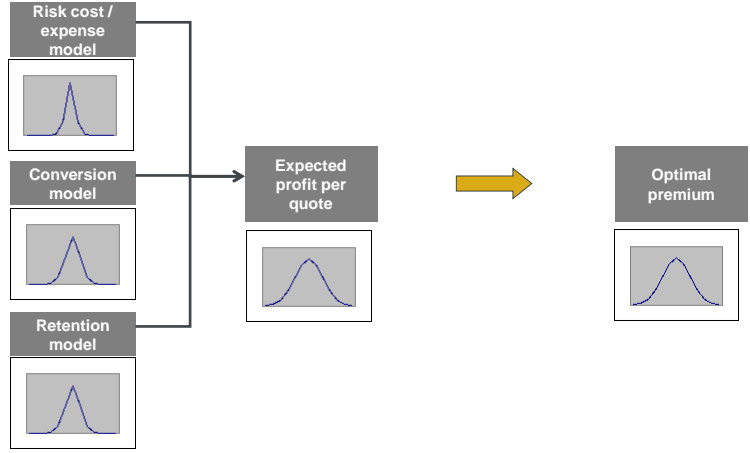 Risk cost /
expense
model
Conversion
model
Retention
model
Expected
profit per
quote
Optimal
premium